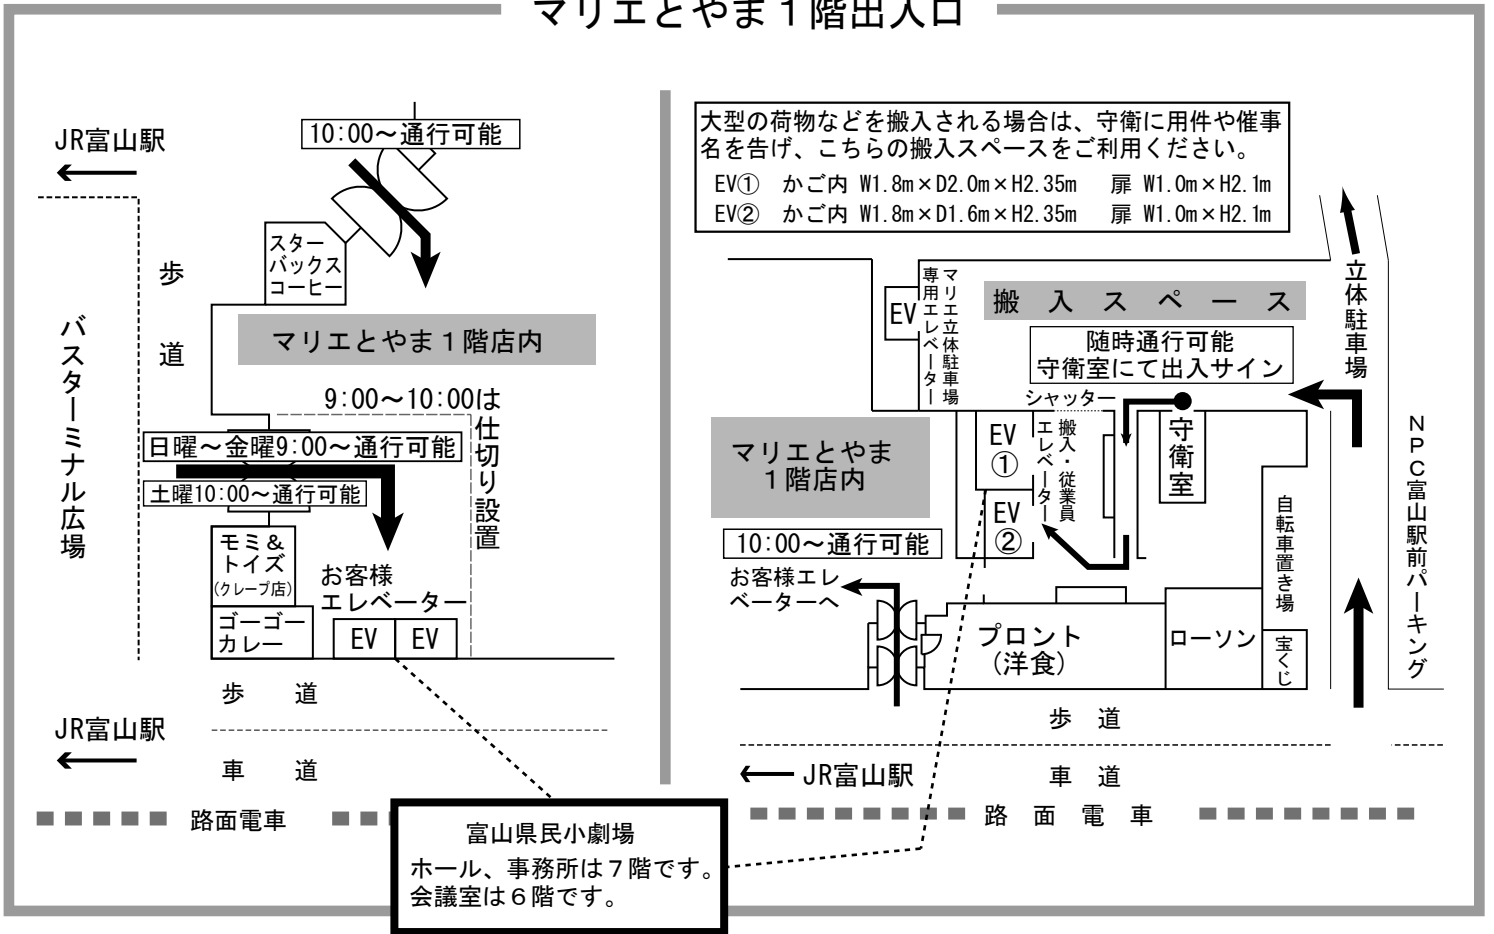 マリエとやま１階出入口
JR富山駅
10:00～通行可能
スター
バックス
コーヒー
歩道
バスターミナル広場
マリエとやま１階店内
9:00～10:00は
仕切り設置
日曜～金曜9:00～通行可能
土曜10:00～通行可能
モミ＆
トイズ
(クレープ店)
ゴーゴー
カレー
お客様
エレベーター
EV
EV
歩　道
JR富山駅
車　道
路面電車
大型の荷物などを搬入される場合は、守衛に用件や催事
名を告げ、こちらの搬入スペースをご利用ください。
EV①　かご内 W1.8m×D2.0m×H2.35m　扉 W1.0m×H2.1m
EV②　かご内 W1.8m×D1.6m×H2.35m　扉 W1.0m×H2.1m
立体駐車場
EV
マリエ立体駐車場
専用エレベーター
搬入スペース
随時通行可能
守衛室にて出入サイン
シャッター
マリエとやま
１階店内
EV
①
搬入・従業員
エレベーター
守衛室
EV
②
NPC富山駅前パーキング
自転車置き場
10:00～通行可能
お客様エレ
ベーターへ
プロント
(洋食)
ローソン
宝くじ
歩　道
JR富山駅
車　道
路面電車
富山県民小劇場
ホール、事務所は７階です。
会議室は６階です。